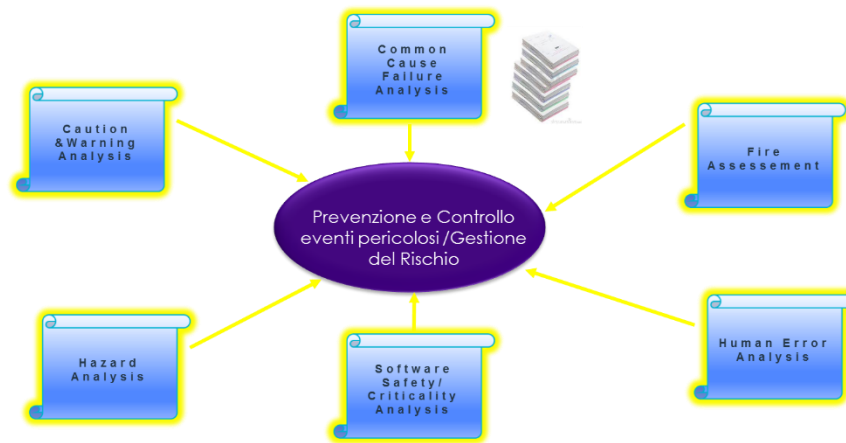 Common
Cause
Failure
Analysis
Caution
&Warning
Analysis
Fire
Assessement
Prevenzione e Controllo
eventi pericolosi /Gestione
del Rischio
Hazard
Analysis
Software
Safety/
Criticality
Analysis
Human Error
Analysis